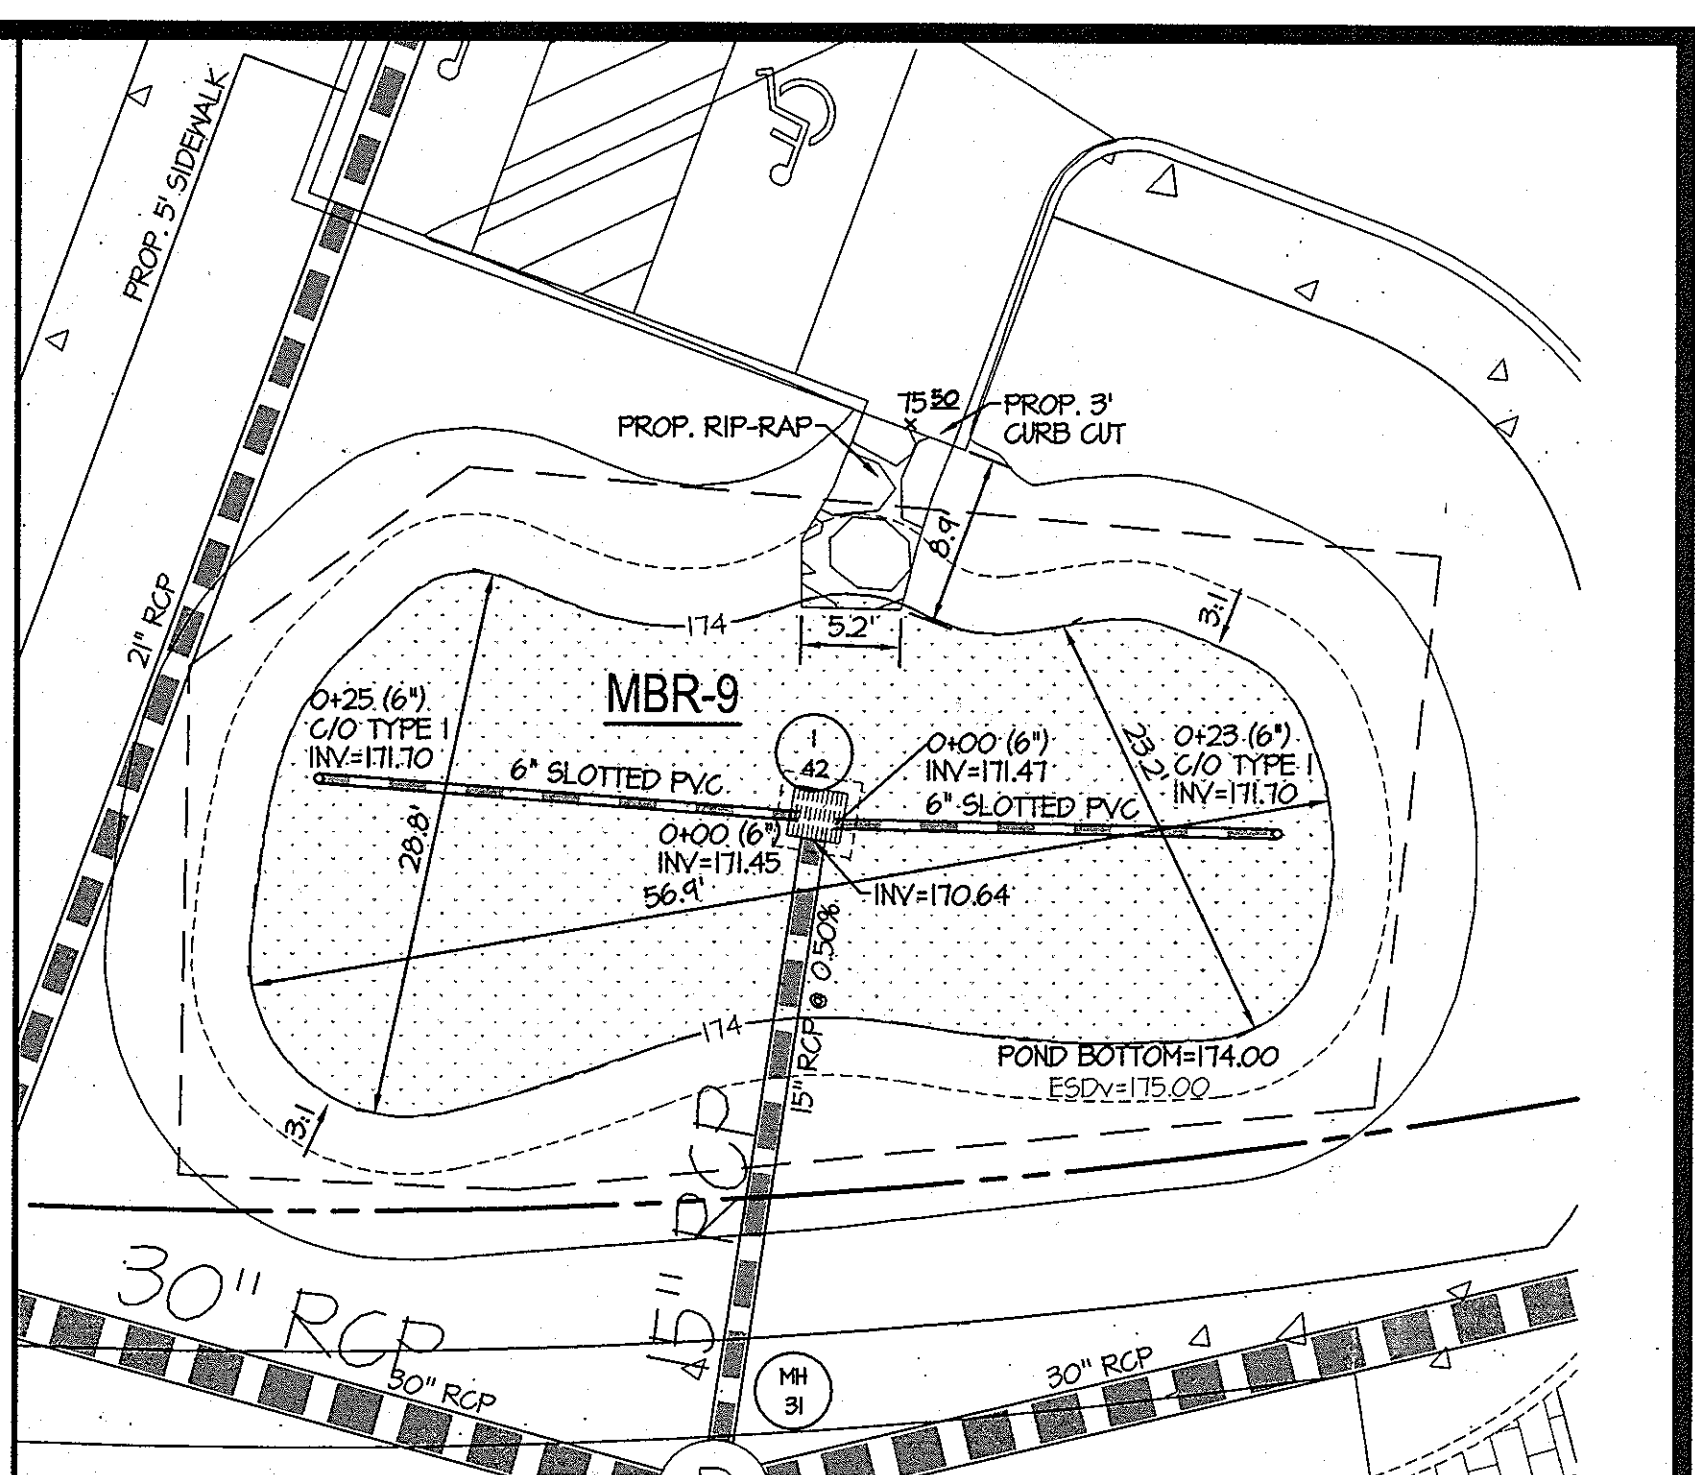 PROP. 5' SIDEWALK
75 50
PROP. 3'
CURB CUT
PROP. RIP-RAP
8.9'
21" RCP
174
5.2'
3:1
MBR-9
0+25 (6")
C/O TYPE I
INV=171.70
6" SLOTTED PVC
I
42
0+00 (6")
INV=171.47
23.2'
0+23 (6")
C/O TYPE I
INV=171.70
6" SLOTTED PVC
28.8'
0+00 (6")
INV=171.45
56.9'
INV=170.64
15" RCP @ 0.50%
174
POND BOTTOM=174.00
ESDv=175.00
3:1
15" RCP
30" RCP
30" RCP
30" RCP
MH
31